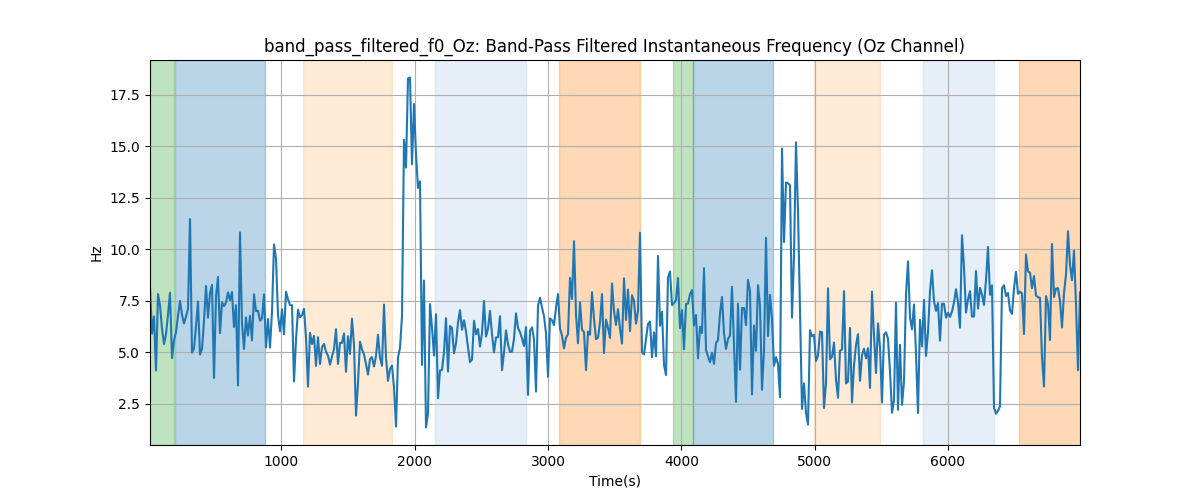 band_pass_filtered_f0_Oz: Band-Pass Filtered Instantaneous Frequency (Oz Channel)
17.5
15.0
12.5
10.0
7.5
5.0
2.5
Hz
1000 2000 3000 4000 5000 6000
Time(s)